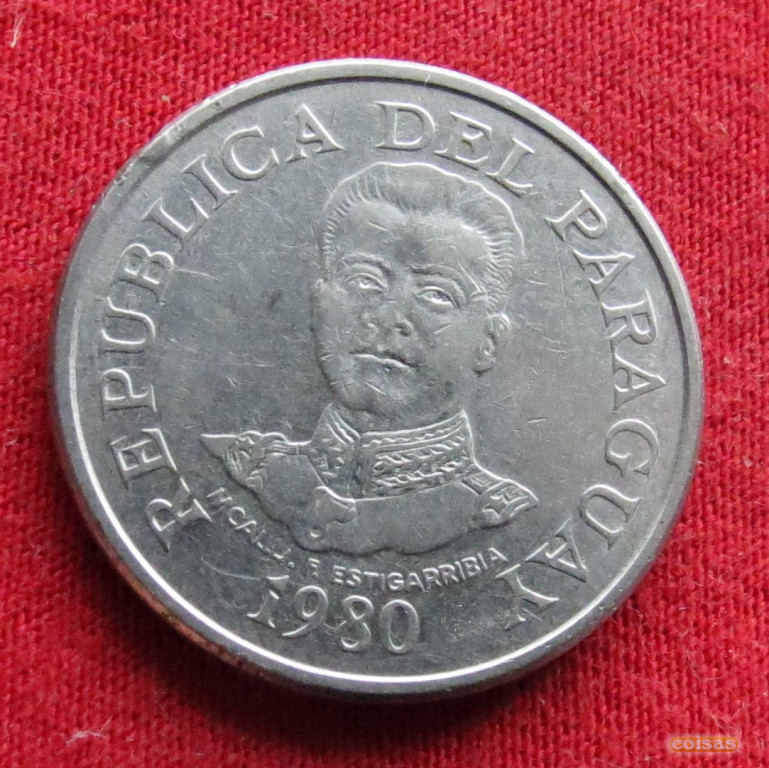 REPUBLICA DEL PARAGUAY
MCAL. J. F. ESTIGARRIBIA
1980
coisas